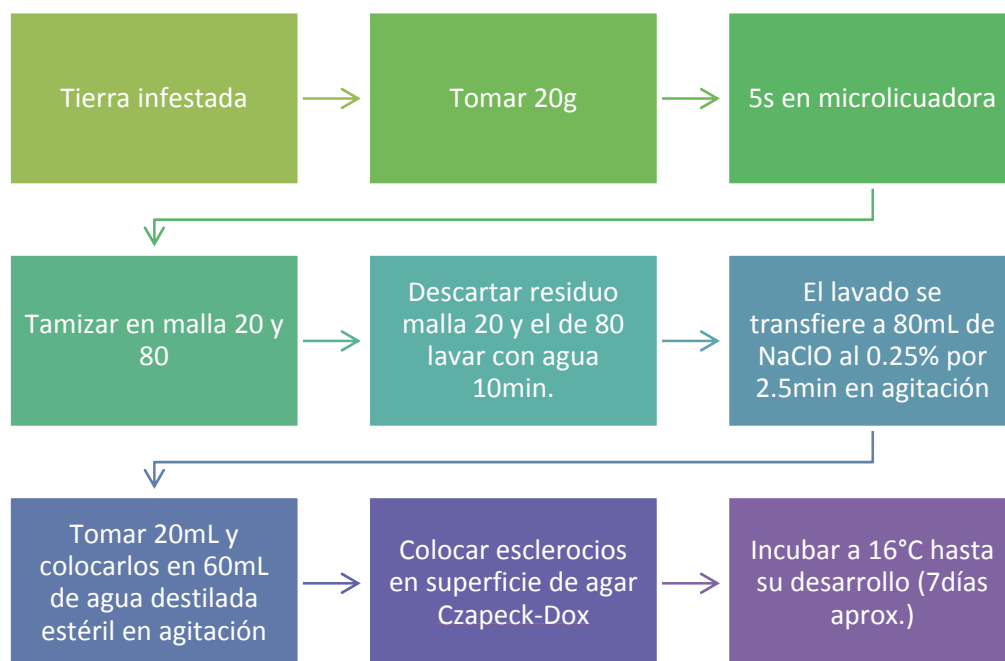 Tierra infestada
Tomar 20g
5s en microlicuadora
Tamizar en malla 20 y
80
Descartar residuo
malla 20 y el de 80
lavar con agua
10min.
El lavado se
transfiere a 80mL de
NaClO al 0.25% por
2.5min en agitación
Tomar 20mL y
colocarlos en 60mL
de agua destilada
estéril en agitación
Colocar esclerocios
en superficie de agar
Czapeck-Dox
Incubar a 16°C hasta
su desarrollo (7días
aprox.)